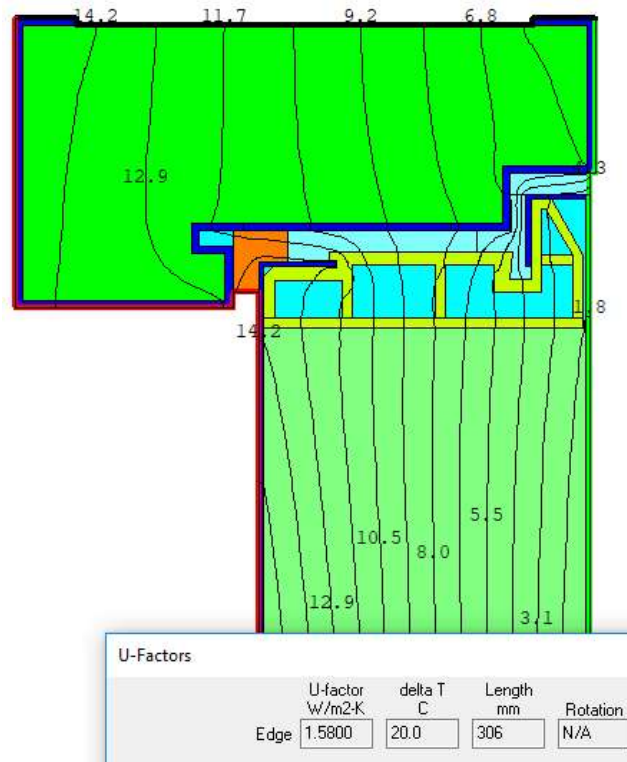 14.2 11.7 9.2 6.8
12.9
1.8
14.2
5.5
10.5
8.0
12.9
3.1
U-Factors
U-factor delta T Length
W/m2-K C mm Rotation
Edge 1.5800 20.0 306 N/A